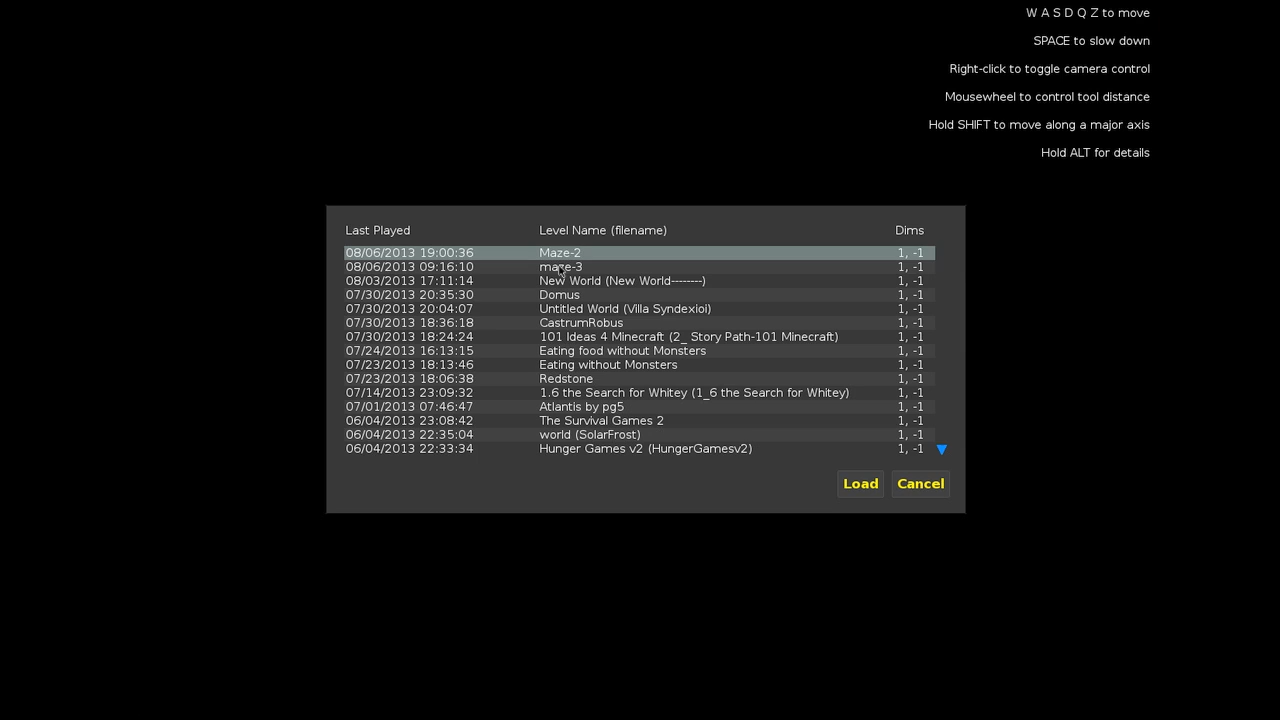 W A S D Q Z to move
SPACE to slow down
Right-click to toggle camera control
Mousewheel to control tool distance
Hold SHIFT to move along a major axis
Hold ALT for details
Last Played Level Name (filename) Dims
08/06/2013 19:00:36 Maze-2 1, -1
08/06/2013 09:16:10 maze-3 1, -1
08/03/2013 17:11:14 New World (New World--------) 1, -1
07/30/2013 20:35:30 Domus 1, -1
07/30/2013 20:04:07 Untitled World (Villa Syndexioi) 1, -1
07/30/2013 18:36:18 CastrumRobus 1, -1
07/30/2013 18:24:24 101 Ideas 4 Minecraft (2_ Story Path-101 Minecraft) 1, -1
07/24/2013 16:13:15 Eating food without Monsters 1, -1
07/23/2013 18:13:46 Eating without Monsters 1, -1
07/23/2013 18:06:38 Redstone 1, -1
07/14/2013 23:09:32 1.6 the Search for Whitey (1_6 the Search for Whitey) 1, -1
07/01/2013 07:46:47 Atlantis by pg5 1, -1
06/04/2013 23:08:42 The Survival Games 2 1, -1
06/04/2013 22:35:04 world (SolarFrost) 1, -1
06/04/2013 22:33:34 Hunger Games v2 (HungerGamesv2) 1, -1
Load Cancel